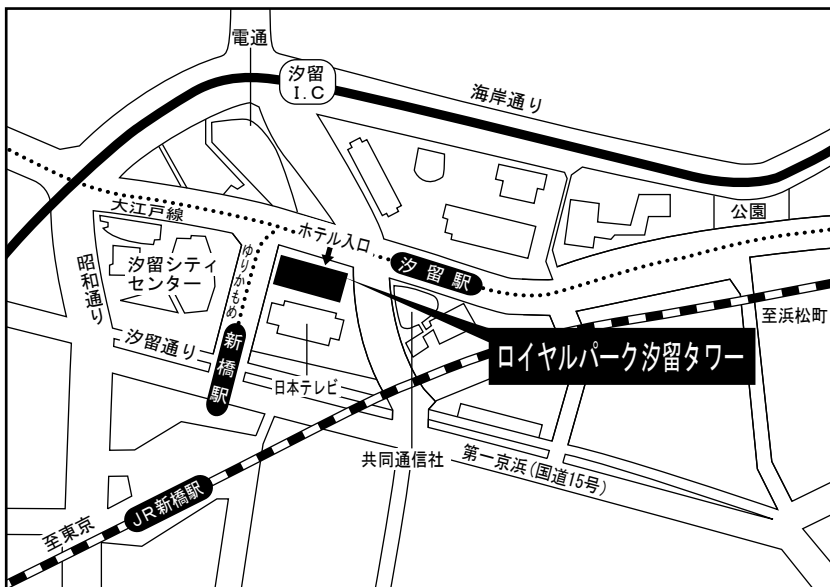 電通
汐留
I.C
海岸通り
公園
大江戸線
ホテル入口
汐留駅
汐留シティ
センター
ゆりかもめ
昭和通り
至浜松町
汐留通り
新橋駅
ロイヤルパーク汐留タワー
日本テレビ
共同通信社
第一京浜(国道15号)
JR新橋駅
至東京